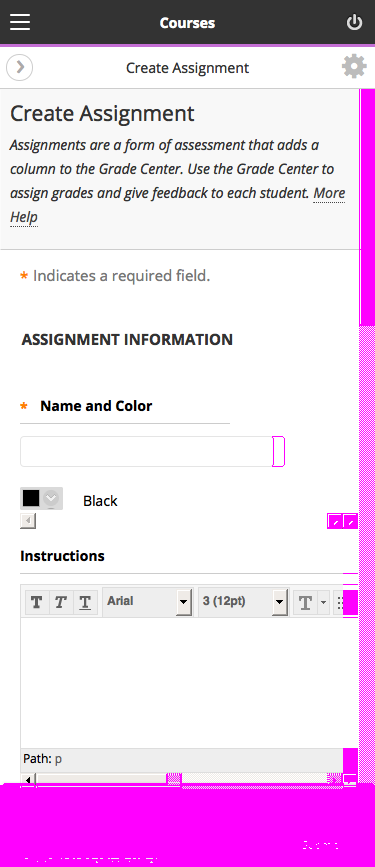 Courses
Create Assignment
Create Assignment
Assignments are a form of assessment that adds a
column to the Grade Center. Use the Grade Center to
assign grades and give feedback to each student. More
Help
* Indicates a required field.
ASSIGNMENT INFORMATION
* Name and Color
Black
Instructions
T T T Arial 3 (12pt) T
Path: p